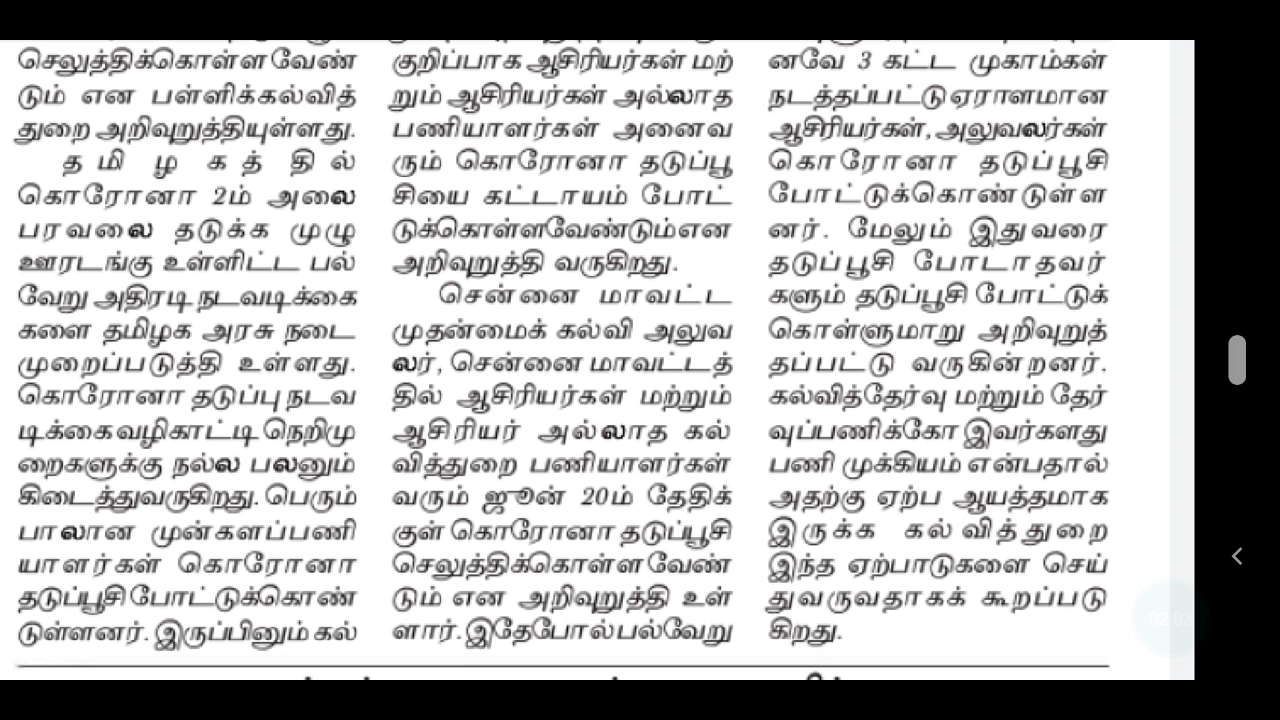 செலுத்திக்கொள்ள வேண்
டும் என பள்ளிக்கல்வித்
துறை அறிவுறுத்தியுள்ளது.
தமிழகத்தில்
கொரோனா 2ம் அலை
பரவலை தடுக்க முழு
ஊரடங்கு உள்ளிட்ட பல்
வேறு அதிரடி நடவடிக்கை
களை தமிழக அரசு நடை
முறைப்படுத்தி உள்ளது.
கொரோனா தடுப்பு நடவ
டிக்கை வழிகாட்டி நெறிமு
றைகளுக்கு நல்ல பலனும்
கிடைத்துவருகிறது. பெரும்
பாலான முன்களப்பணி
யாளர்கள் கொரோனா
தடுப்பூசி போட்டுக்கொண்
டுள்ளனர். இருப்பினும் கல்
குறிப்பாக ஆசிரியர்கள் மற்
றும் ஆசிரியர்கள் அல்லாத
பணியாளர்கள் அனைவ
ரும் கொரோனா தடுப்பூ
சியை கட்டாயம் போட்
டுக்கொள்ளவேண்டும் என
அறிவுறுத்தி வருகிறது.
சென்னை மாவட்ட
முதன்மைக் கல்வி அலுவ
லர், சென்னை மாவட்டத்
தில் ஆசிரியர்கள் மற்றும்
ஆசிரியர் அல்லாத கல்
வித்துறை பணியாளர்கள்
வரும் ஜூன் 20ம் தேதிக்
குள் கொரோனா தடுப்பூசி
செலுத்திக்கொள்ள வேண்
டும் என அறிவுறுத்தி உள்
ளார். இதேபோல் பல்வேறு
னவே 3 கட்ட முகாம்கள்
நடத்தப்பட்டு ஏராளமான
ஆசிரியர்கள், அலுவலர்கள்
கொரோனா தடுப்பூசி
போட்டுக்கொண்டுள்ள
னர். மேலும் இதுவரை
தடுப்பூசி போடாதவர்
களும் தடுப்பூசி போட்டுக்
கொள்ளுமாறு அறிவுறுத்
தப்பட்டு வருகின்றனர்.
கல்வித்தேர்வு மற்றும் தேர்
வுப்பணிக்கோ இவர்களது
பணி முக்கியம் என்பதால்
அதற்கு ஏற்ப ஆயத்தமாக
இருக்க கல்வித்துறை
இந்த ஏற்பாடுகளை செய்
துவருவதாகக் கூறப்படு
கிறது.
02:03